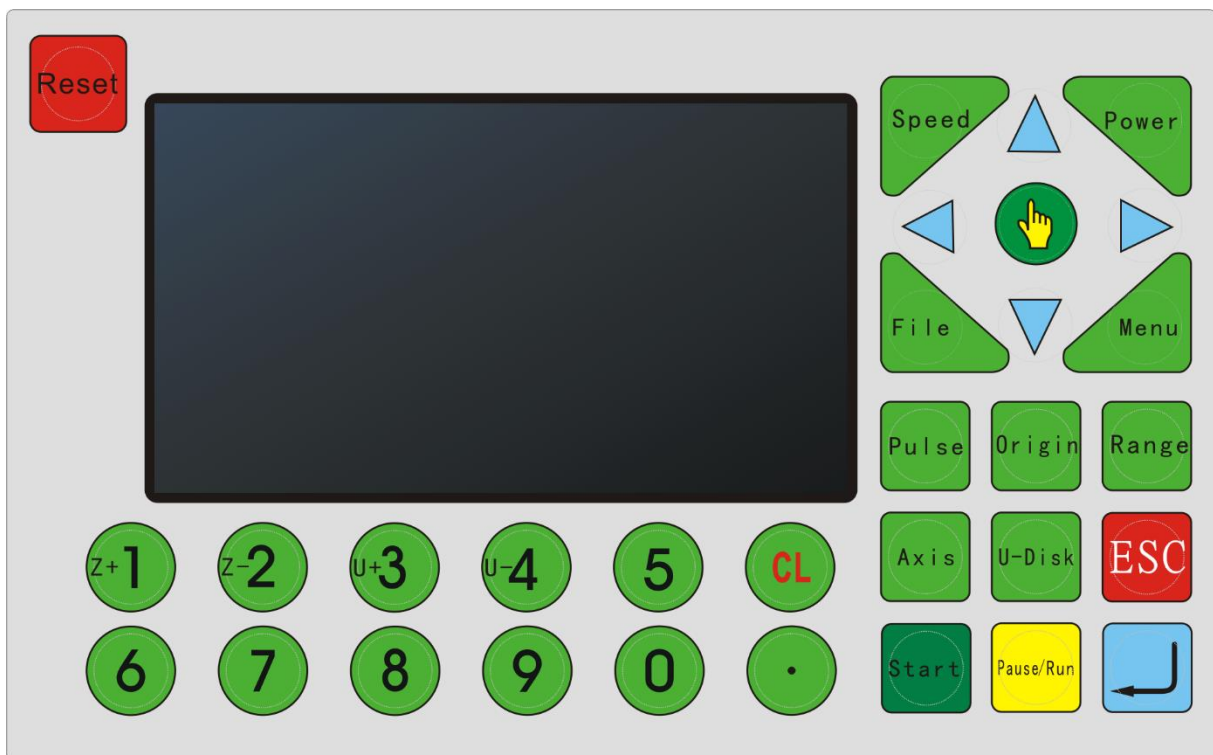 Reset
Speed
Power
File
Menu
Pulse Origin Range
Axis U-Disk ESC
Start Pause/Run
Z+1 Z-2 U+3 U-4 5 CL
6 7 8 9 0 .